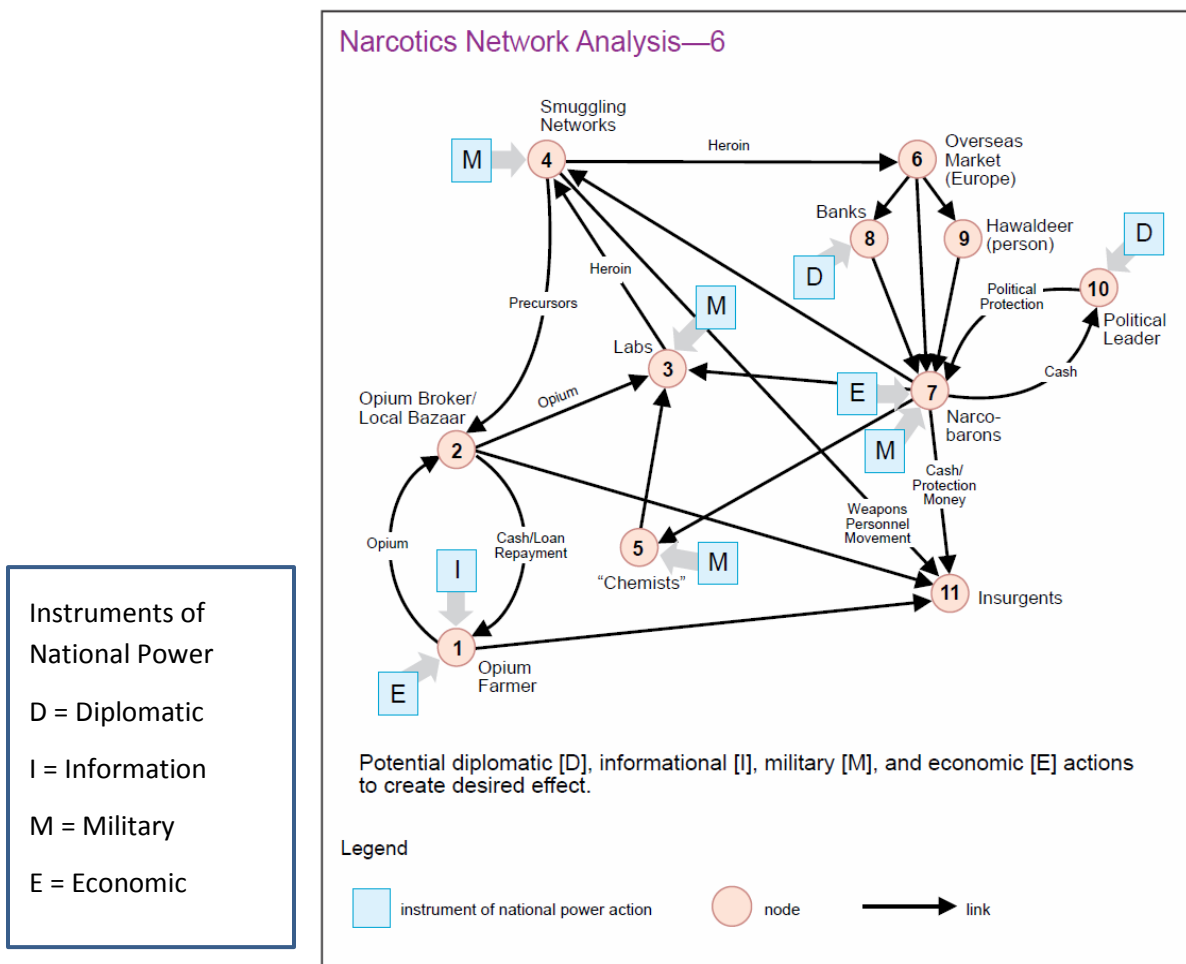 Narcotics Network Analysis—6
Smuggling
Networks
M
4
Heroin
6
Overseas
Market
(Europe)
Banks
8
D
9
Hawaldeer
(person)
D
10
Political
Leader
Political
Protection
Cash
Precursors
Heroin
M
Labs
3
E
7
Narco-
barons
M
Opium Broker/
Local Bazaar
2
Opium
Cash/
Protection
Money
Weapons
Personnel
Movement
Opium
Cash/Loan
Repayment
5
"Chemists"
M
I
11
Insurgents
1
Opium
Farmer
E
Potential diplomatic [D], informational [I], military [M], and economic [E] actions
to create desired effect.
Legend
instrument of national power action
node
link
Instruments of
National Power
D = Diplomatic
I = Information
M = Military
E = Economic